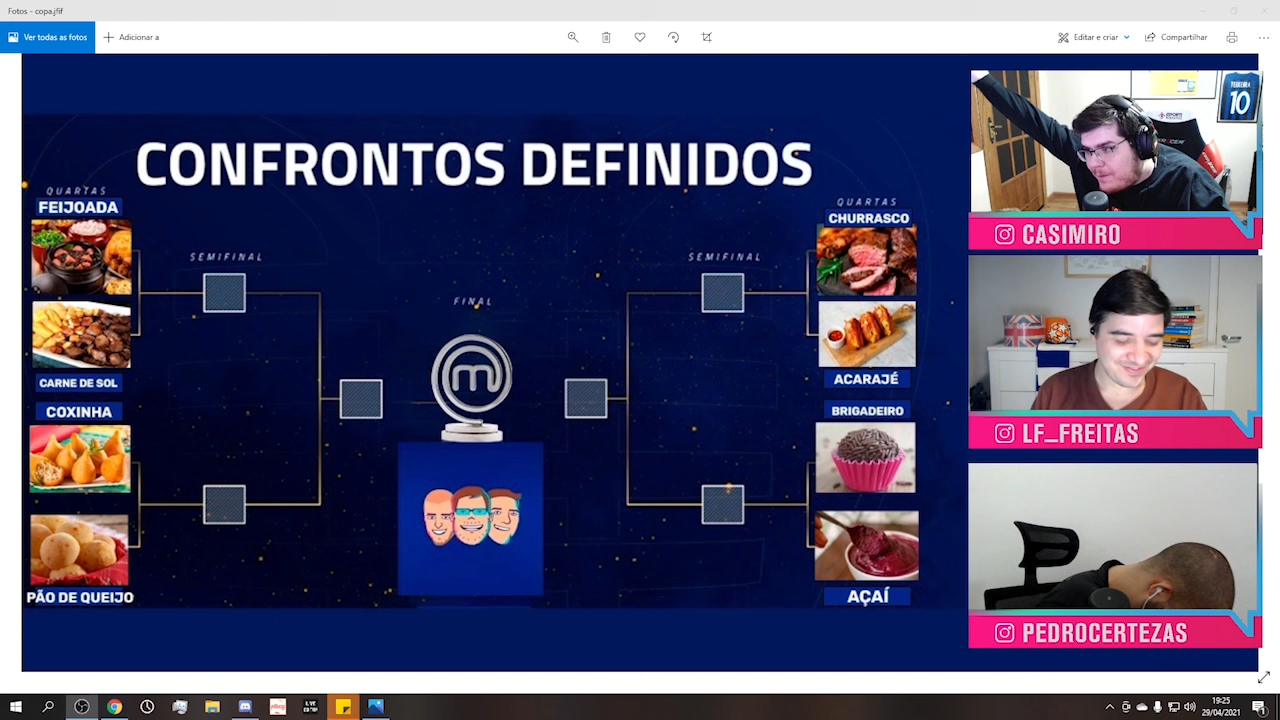 Fotos - copa.jfif
Ver todas as fotos
Adicionar a
Editar e criar
Compartilhar
CONFRONTOS DEFINIDOS
QUARTAS
FEIJOADA
CARNE DE SOL
COXINHA
PÃO DE QUEIJO
SEMIFINAL
FINAL
m
SEMIFINAL
QUARTAS
CHURRASCO
ACARAJÉ
BRIGADEIRO
AÇAÍ
10
CASIMIRO
LF_FREITAS
PEDROCERTEZAS
19:25
29/04/2021